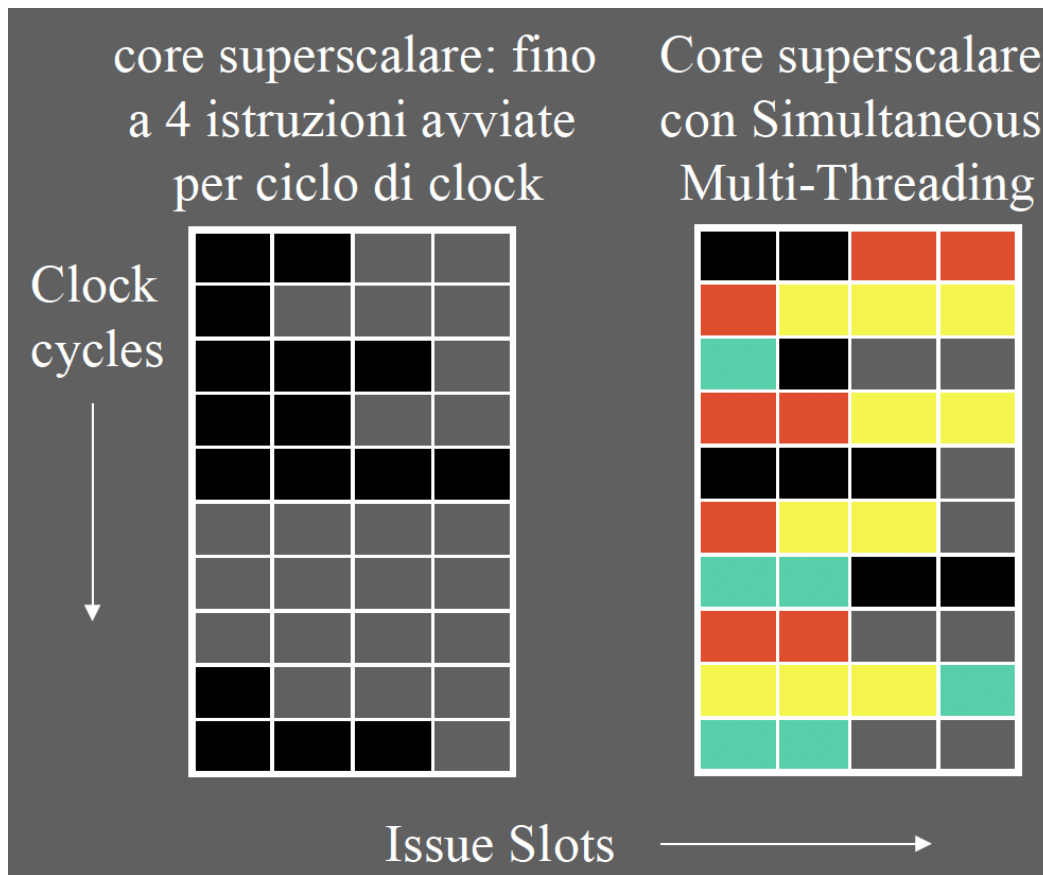 core superscalare: fino
a 4 istruzioni avviate
per ciclo di clock
Core superscalare
con Simultaneous
Multi-Threading
Clock
cycles
Issue Slots